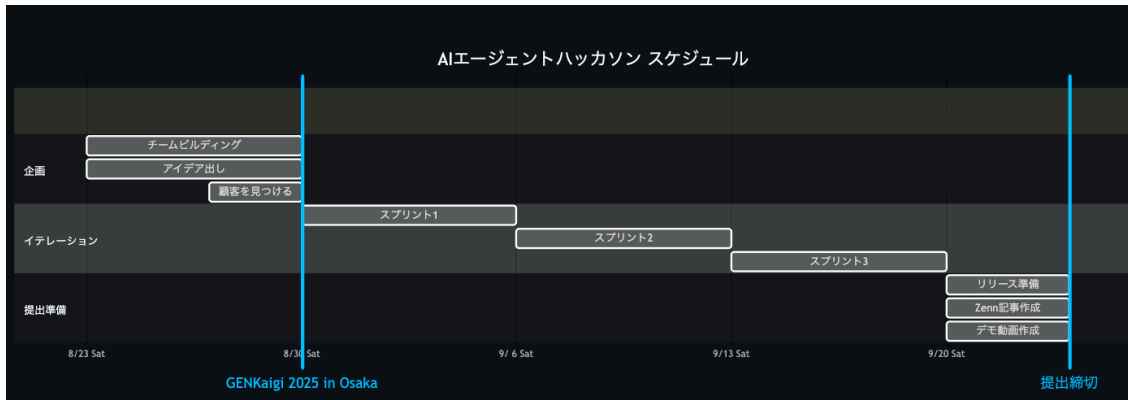 AIエージェントハッカソン スケジュール
チームビルディング
アイデア出し
企画
顧客を見つける
スプリント1
イテレーション
スプリント2
スプリント3
リリース準備
提出準備
Zenn記事作成
デモ動画作成
8/23 Sat
8/30 Sat
9/ 6 Sat
9/13 Sat
9/20 Sat
GENKaigi 2025 in Osaka
提出締切